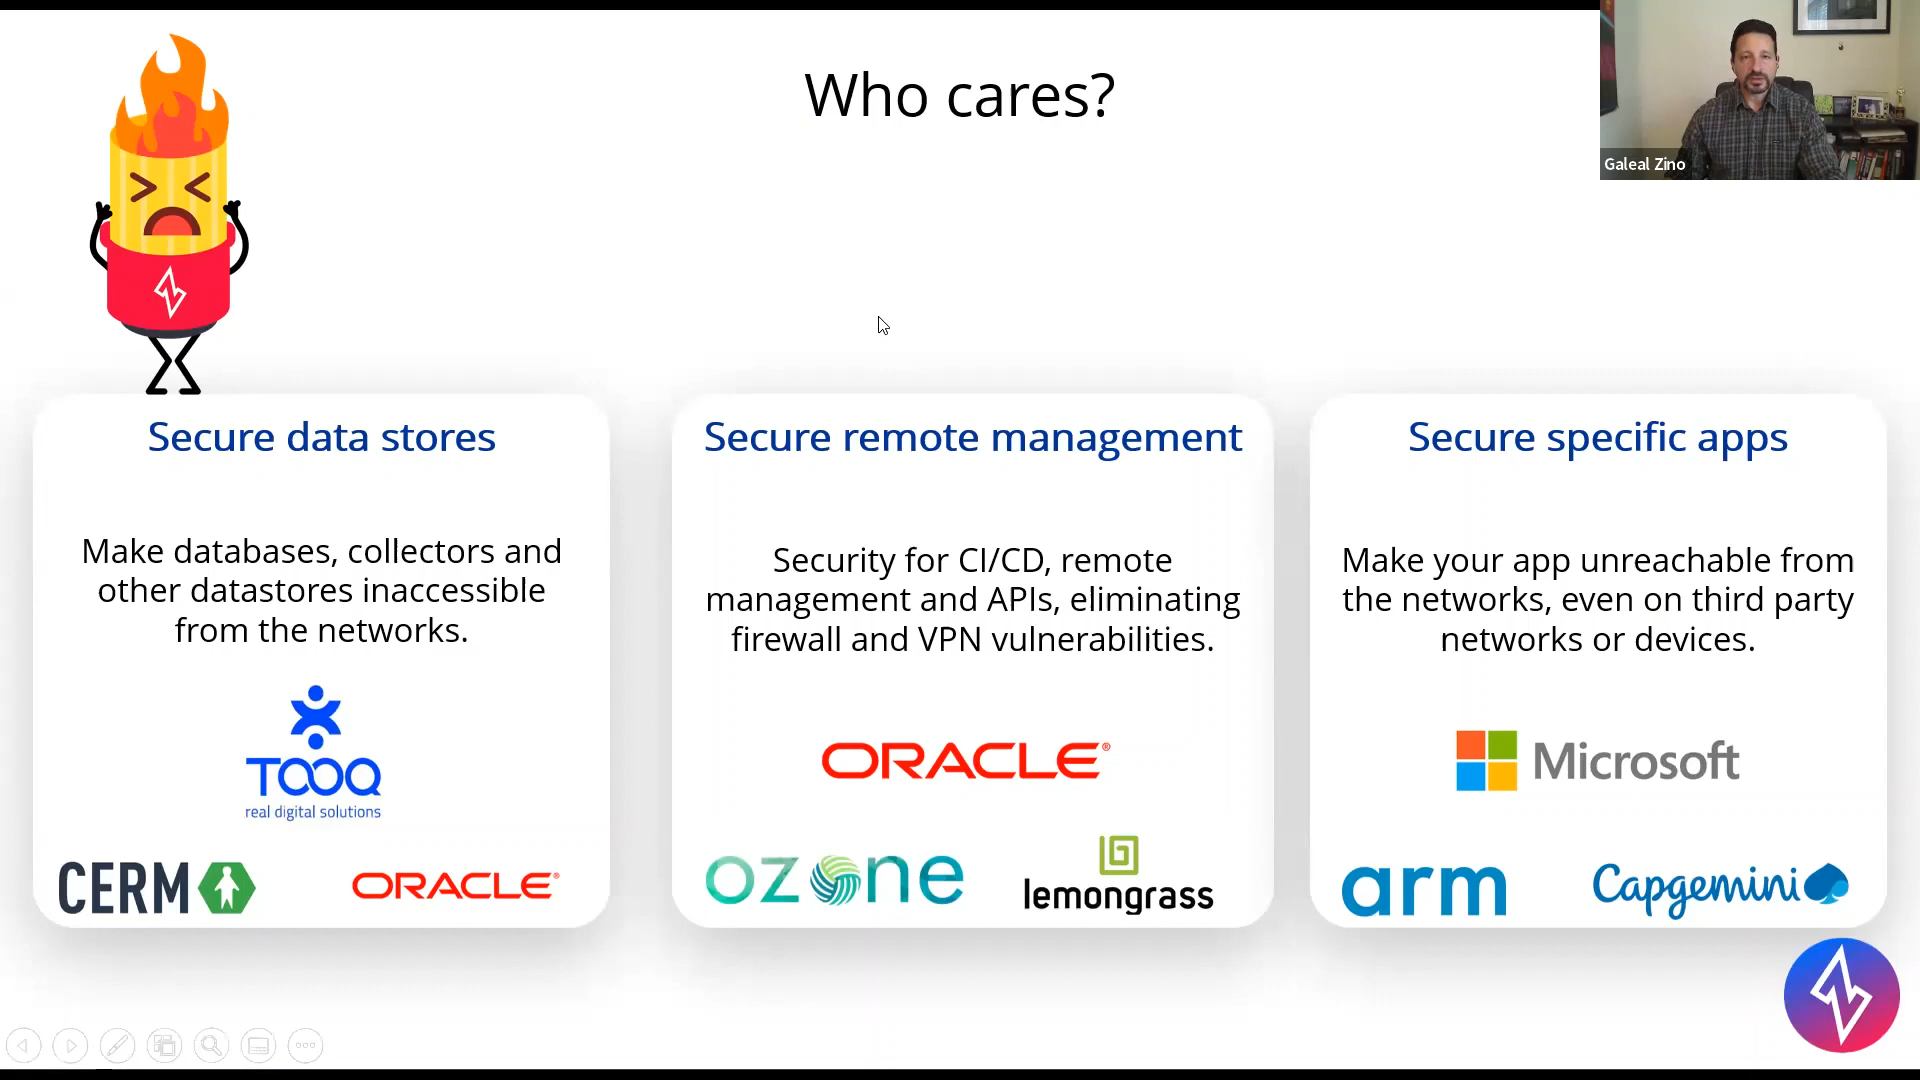 Who cares?
Galeal Zino
Secure data stores
Make databases, collectors and
other datastores inaccessible
from the networks.
TOOQ
real digital solutions
CERM
ORACLE®
Secure remote management
Security for CI/CD, remote
management and APIs, eliminating
firewall and VPN vulnerabilities.
ORACLE®
ozone
lemongrass
Secure specific apps
Make your app unreachable from
the networks, even on third party
networks or devices.
Microsoft
arm
Capgemini